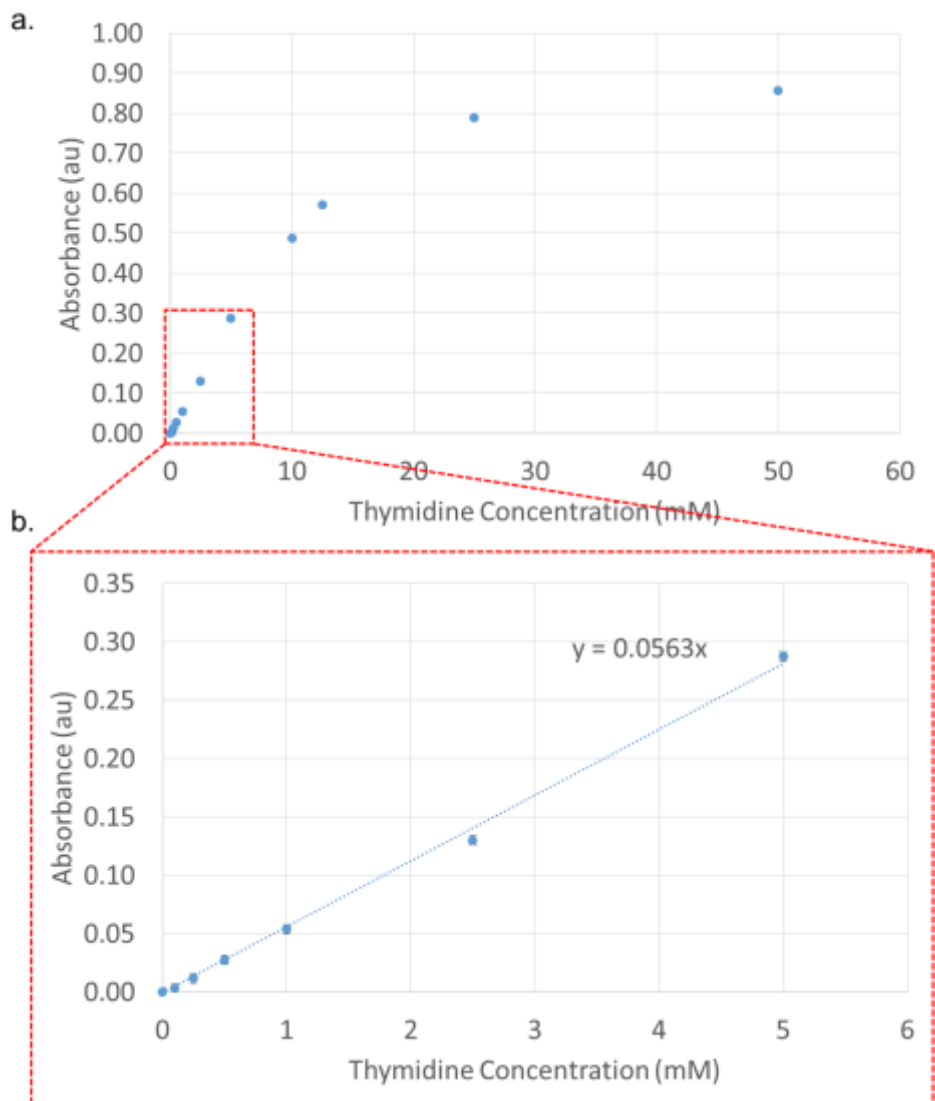 a.
1.00
0.90
0.80
0.70
0.60
0.50
0.40
0.30
0.20
0.10
0.00
Absorbance (au)
0 10 20 30 40 50 60
Thymidine Concentration (mM)
b.
0.35
0.30
0.25
0.20
0.15
0.10
0.05
0.00
Absorbance (au)
y = 0.0563x
0 1 2 3 4 5 6
Thymidine Concentration (mM)